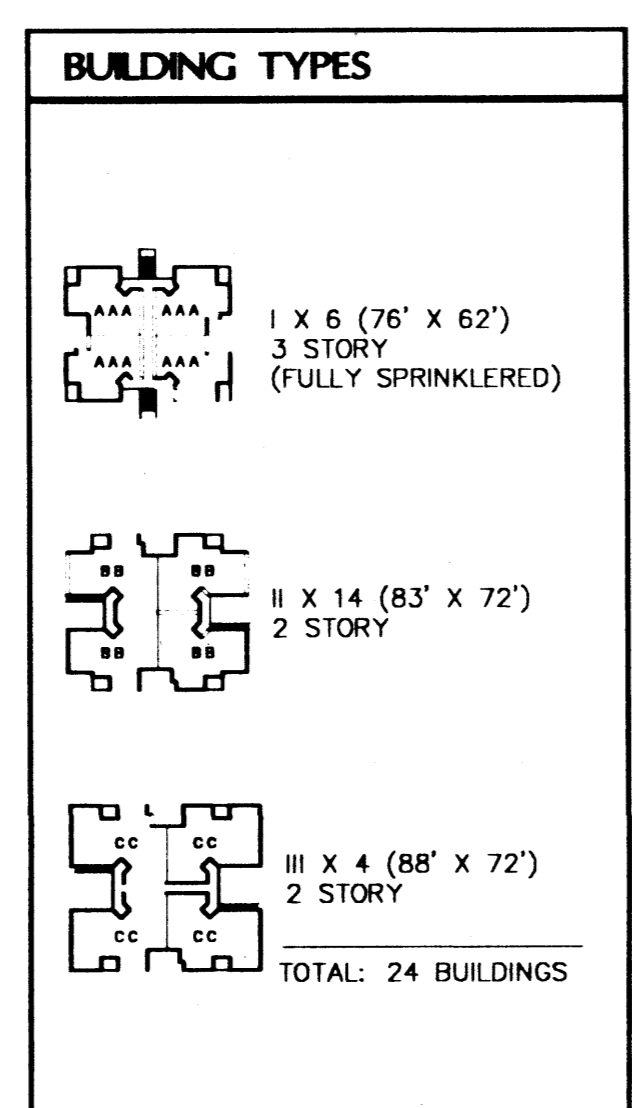 BUILDING TYPES
AAA AAA
AAA AAA
I X 6 (76' X 62')
3 STORY
(FULLY SPRINKLERED)
BB BB
BB BB
II X 14 (83' X 72')
2 STORY
CC CC
CC CC
III X 4 (88' X 72')
2 STORY
TOTAL: 24 BUILDINGS